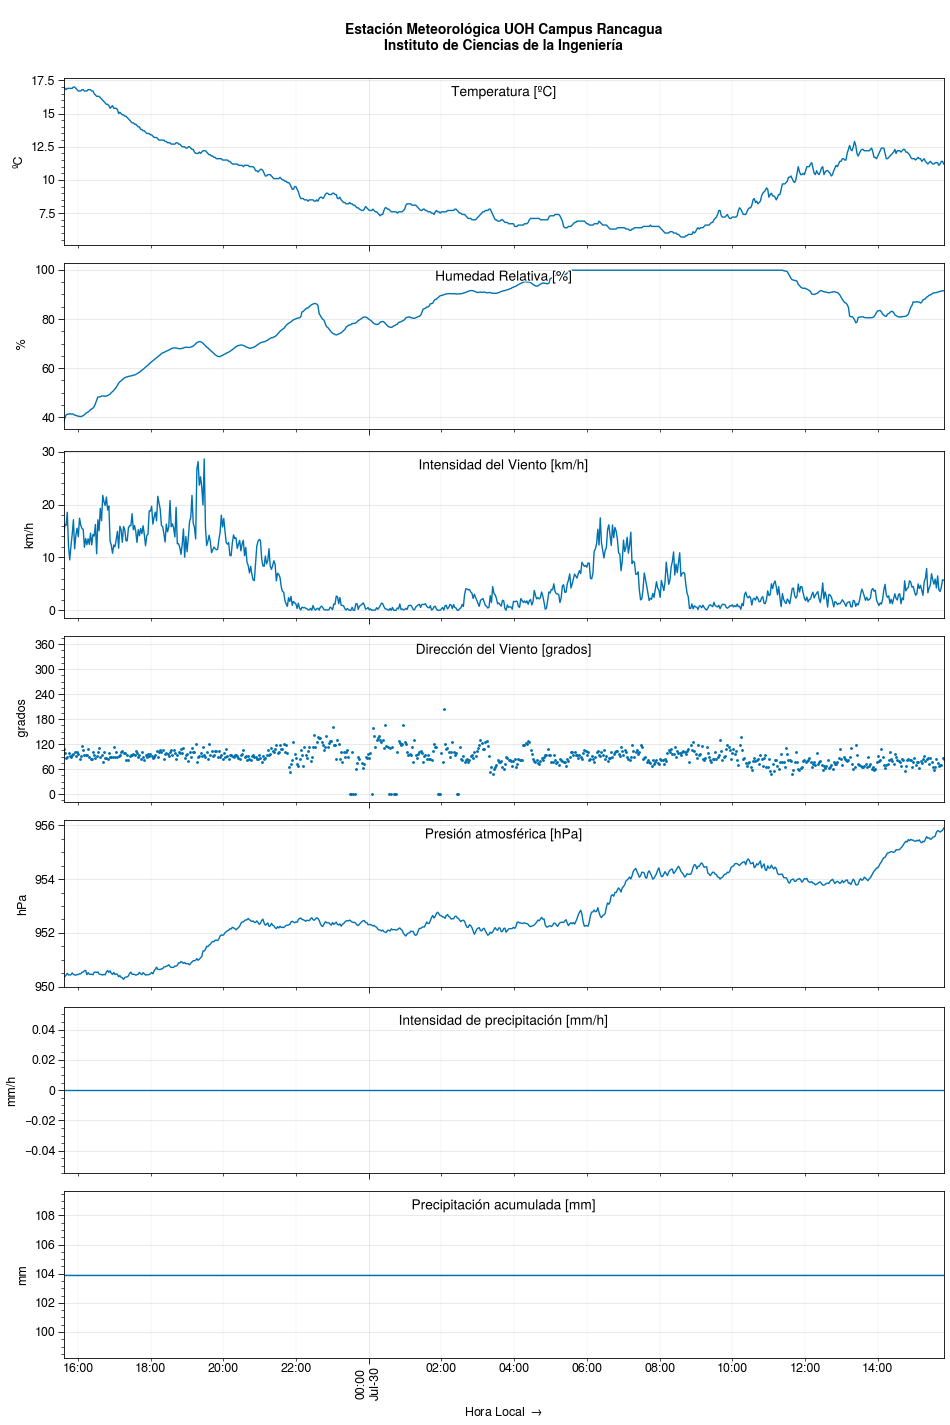 Estación Meteorológica UOH Campus Rancagua
Instituto de Ciencias de la Ingeniería
Temperatura [ºC]
17.5
15
12.5
10
7.5
ºC
Humedad Relativa [%]
100
80
60
40
%
Intensidad del Viento [km/h]
30
20
10
0
km/h
Dirección del Viento [grados]
360
300
240
180
120
60
0
grados
Presión atmosférica [hPa]
956
954
952
950
hPa
Intensidad de precipitación [mm/h]
0.04
0.02
0
−0.02
−0.04
mm/h
Precipitación acumulada [mm]
108
106
104
102
100
mm
16:00 18:00 20:00 22:00 00:00 02:00 04:00 06:00 08:00 10:00 12:00 14:00
Jul-30
Hora Local →